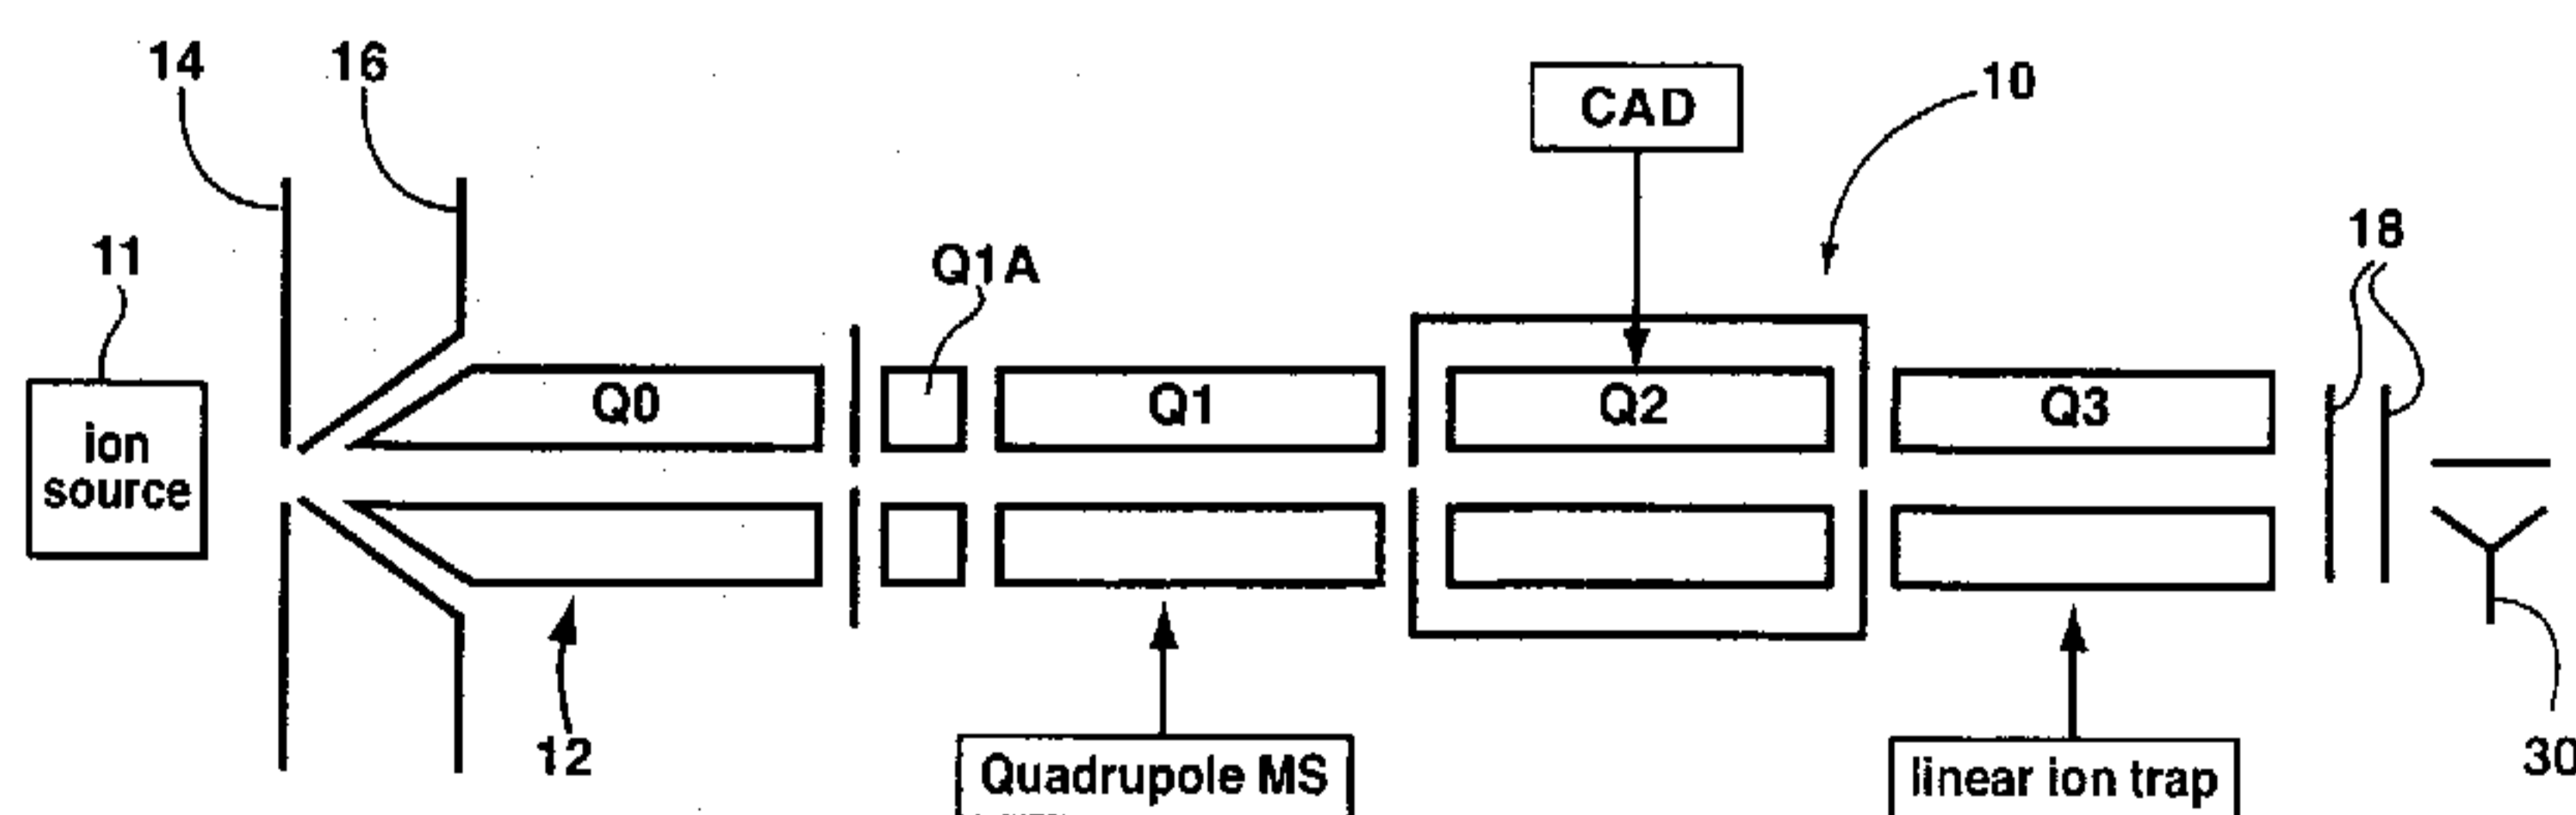 14
16
CAD
10
11
Q1A
18
ion
source
Q0
Q1
Q2
Q3
12
Quadrupole MS
linear ion trap
30